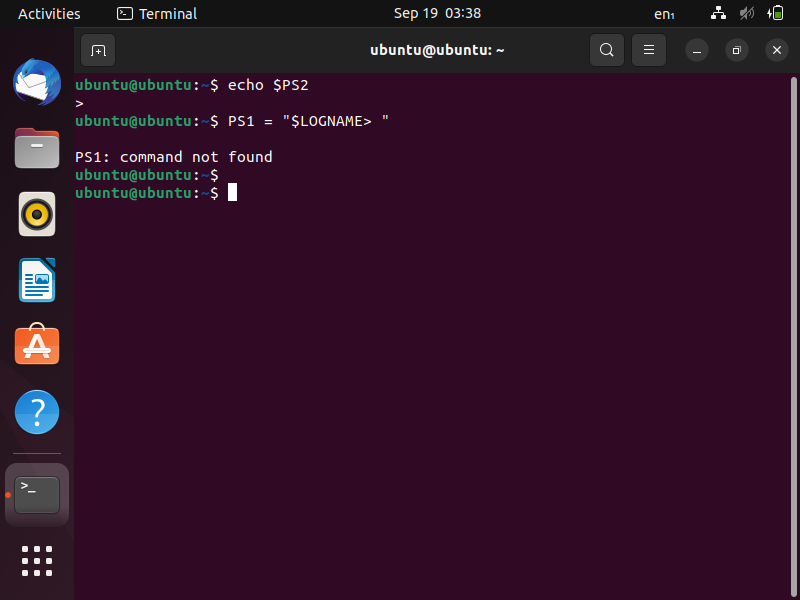 Activities Terminal Sep 19 03:38 en₁
ubuntu@ubuntu: ~
ubuntu@ubuntu:~$ echo $PS2
>
ubuntu@ubuntu:~$ PS1 = "$LOGNAME> "
PS1: command not found
ubuntu@ubuntu:~$
ubuntu@ubuntu:~$